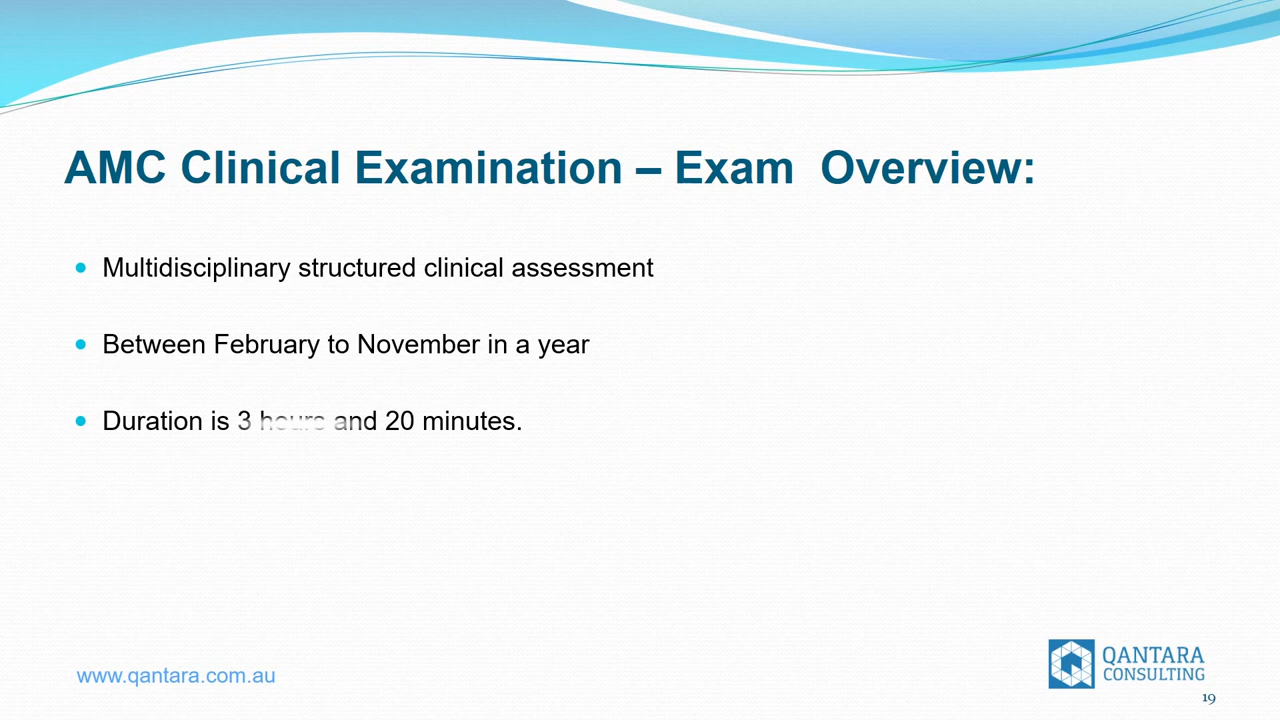 AMC Clinical Examination – Exam  Overview:
Multidisciplinary structured clinical assessment
Between February to November in a year
Duration is 3 hours and 20 minutes.
www.qantara.com.au
QANTARA
CONSULTING
19